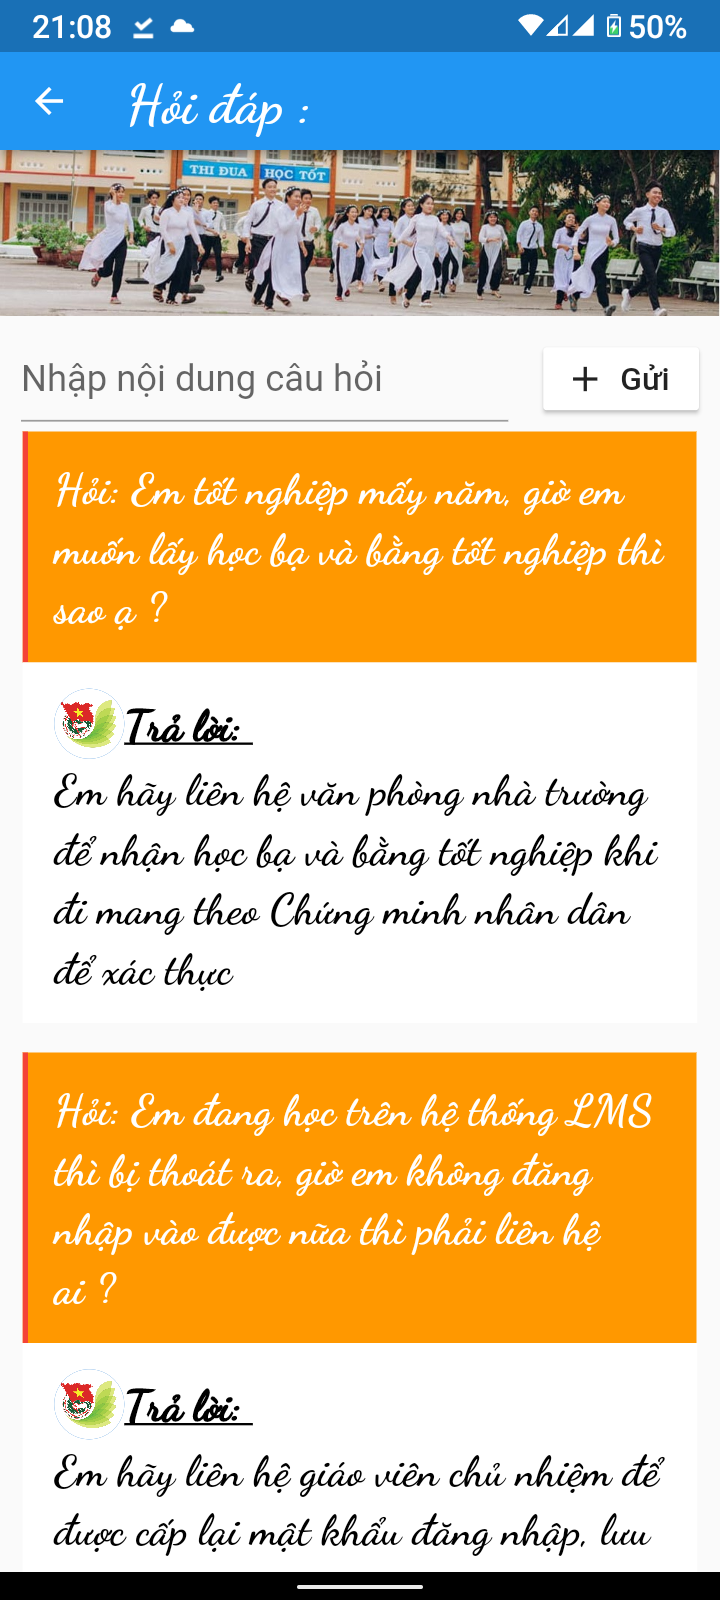 21:08
50%
Hỏi đáp :
THI ĐUA HỌC TỐT
Nhập nội dung câu hỏi
+ Gửi
Hỏi: Em tốt nghiệp mấy năm, giờ em
muốn lấy học bạ và bằng tốt nghiệp thì
sao ạ ?
Trả lời:
Em hãy liên hệ văn phòng nhà trường
để nhận học bạ và bằng tốt nghiệp khi
đi mang theo Chứng minh nhân dân
để xác thực
Hỏi: Em đang học trên hệ thống LMS
thì bị thoát ra, giờ em không đăng
nhập vào được nữa thì phải liên hệ
ai ?
Trả lời:
Em hãy liên hệ giáo viên chủ nhiệm để
được cấp lại mật khẩu đăng nhập, lưu